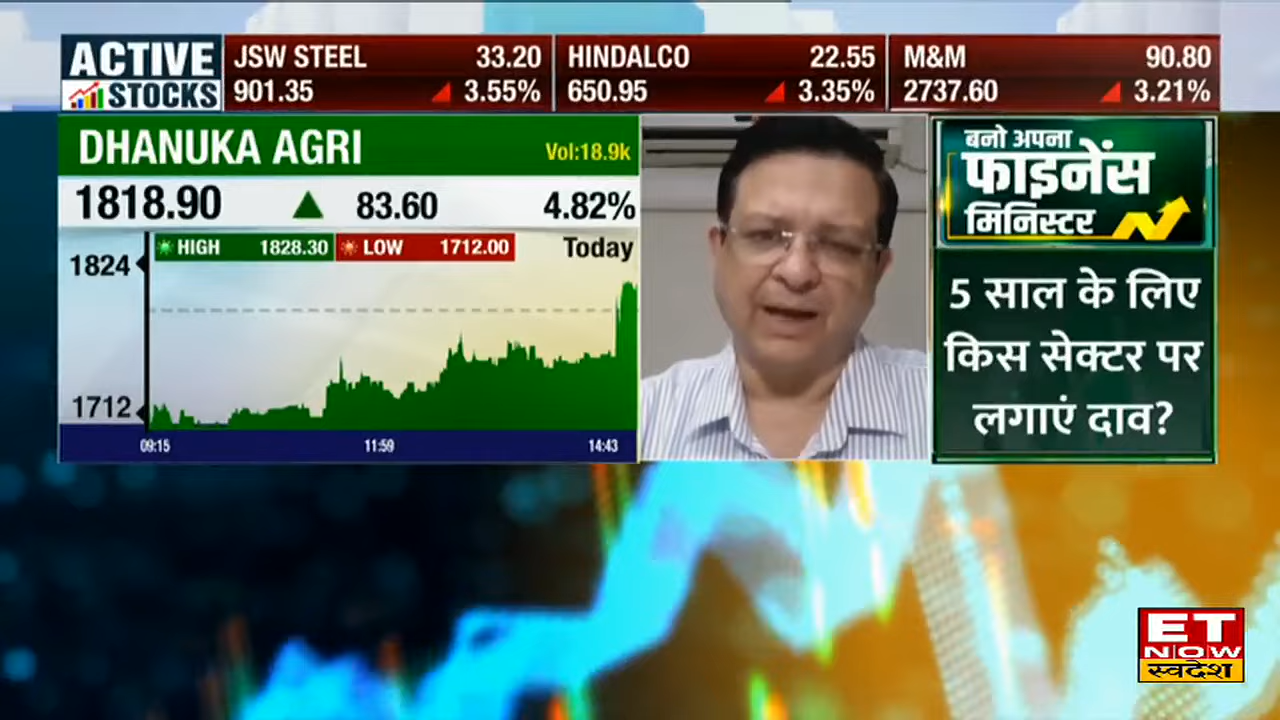 ACTIVE
STOCKS
JSW STEEL 33.20
901.35 3.55%
HINDALCO 22.55
650.95 3.35%
M&M 90.80
2737.60 3.21%
DHANUKA AGRI Vol:18.9k
1818.90 83.60 4.82%
HIGH 1828.30 LOW 1712.00 Today
1824
1712
09:15 11:59 14:43
बनो अपना
फाइनेंस
मिनिस्टर
5 साल के लिए
किस सेक्टर पर
लगाएं दाव?
ET
NOW
स्वदेश